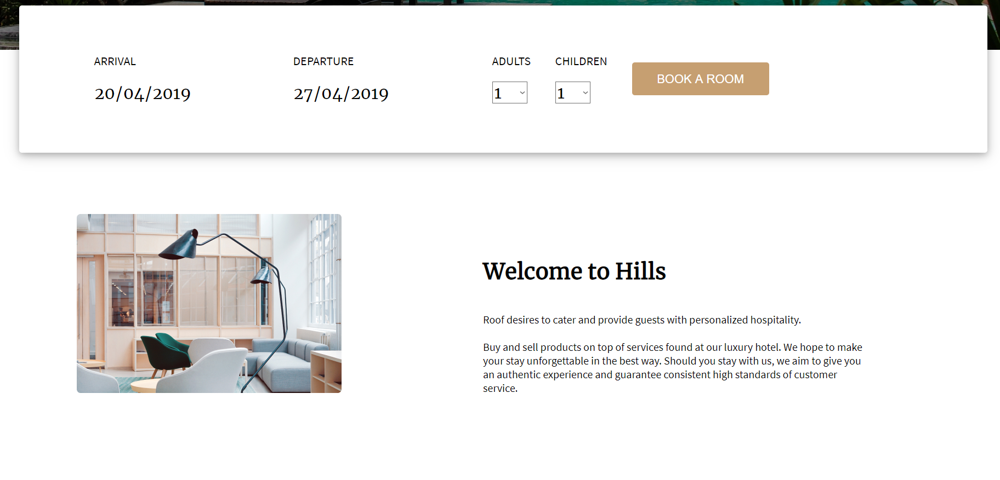 ARRIVAL DEPARTURE ADULTS CHILDREN
20/04/2019 27/04/2019 1 1 BOOK A ROOM
Welcome to Hills
Roof desires to cater and provide guests with personalized hospitality.
Buy and sell products on top of services found at our luxury hotel. We hope to make
your stay unforgettable in the best way. Should you stay with us, we aim to give you
an authentic experience and guarantee consistent high standards of customer
service.